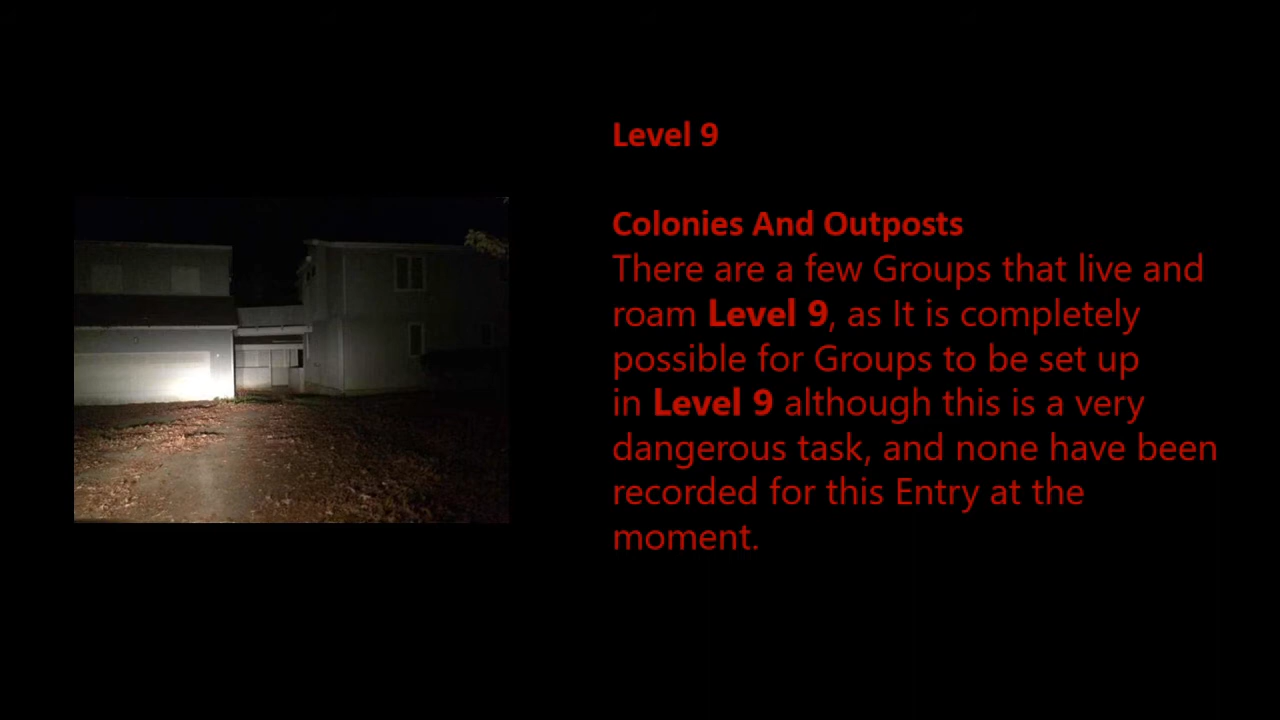 Level 9
Colonies And Outposts
There are a few Groups that live and
roam Level 9, as It is completely
possible for Groups to be set up
in Level 9 although this is a very
dangerous task, and none have been
recorded for this Entry at the
moment.